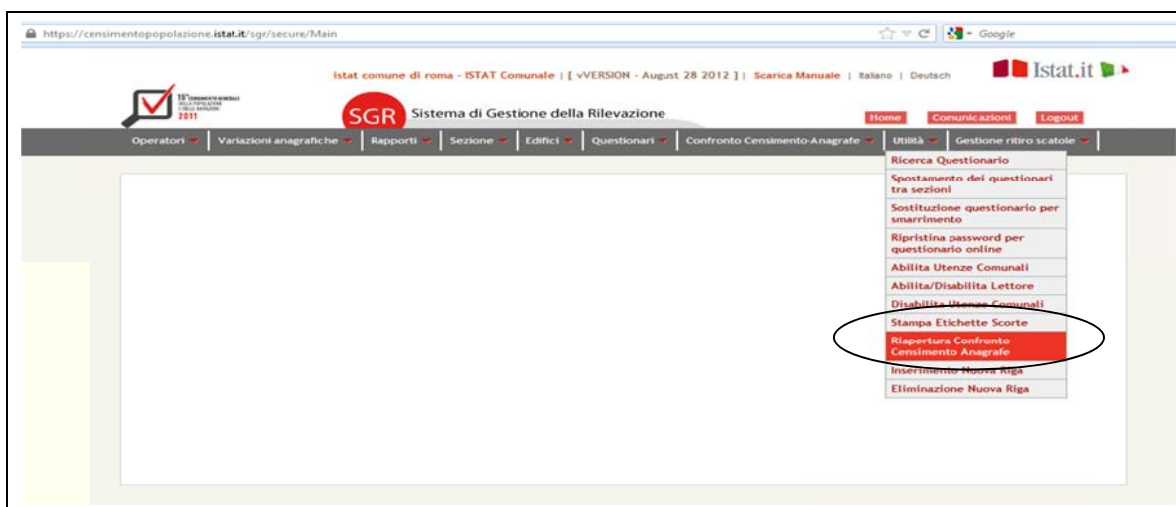 https://censimentopopolazione.istat.it/sgr/secure/Main
Google
istat comune di roma - ISTAT Comunale | [ vVERSION - August 28 2012 ] | Scarica Manuale | Italiano | Deutsch
Istat.it
15° CENSIMENTO GENERALE
2011
SGR Sistema di Gestione della Rilevazione
Home Comunicazioni Logout
Operatori Variazioni anagrafiche Rapporti Sezione Edifici Questionari Confronto Censimento-Anagrafe Utilità Gestione ritiro scatole
Ricerca Questionario
Spostamento dei questionari
tra sezioni
Sostituzione questionario per
smarrimento
Ripristina password per
questionario online
Abilita Utenze Comunali
Abilita/Disabilita Lettore
Disabilita Utenze Comunali
Stampa Etichette Scorte
Riapertura Confronto
Censimento Anagrafe
Inserimento Nuova Riga
Eliminazione Nuova Riga